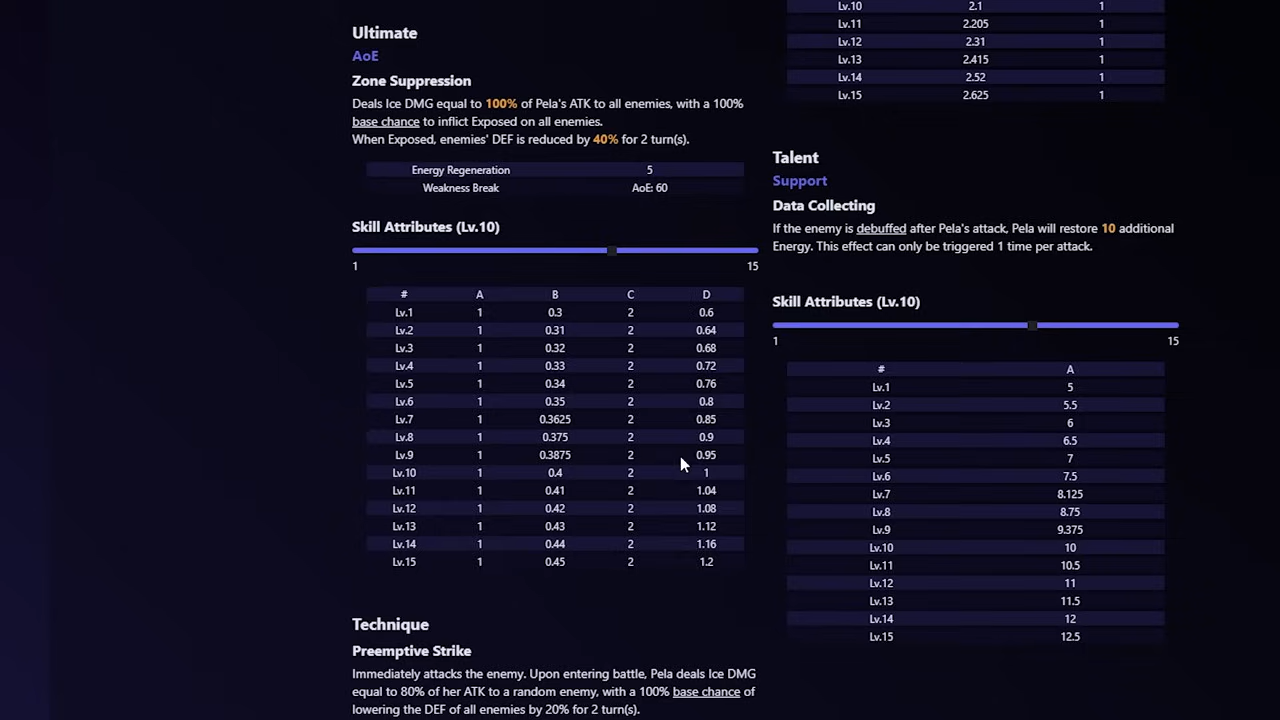 Ultimate
AoE
Zone Suppression
Deals Ice DMG equal to 100% of Pela's ATK to all enemies, with a 100%
base chance to inflict Exposed on all enemies.
When Exposed, enemies' DEF is reduced by 40% for 2 turn(s).
Energy Regeneration 5
Weakness Break AoE: 60
Skill Attributes (Lv.10)
1 15
# A B C D
Lv.1 1 0.3 2 0.6
Lv.2 1 0.31 2 0.64
Lv.3 1 0.32 2 0.68
Lv.4 1 0.33 2 0.72
Lv.5 1 0.34 2 0.76
Lv.6 1 0.35 2 0.8
Lv.7 1 0.3625 2 0.85
Lv.8 1 0.375 2 0.9
Lv.9 1 0.3875 2 0.95
Lv.10 1 0.4 2 1
Lv.11 1 0.41 2 1.04
Lv.12 1 0.42 2 1.08
Lv.13 1 0.43 2 1.12
Lv.14 1 0.44 2 1.16
Lv.15 1 0.45 2 1.2
Technique
Preemptive Strike
Immediately attacks the enemy. Upon entering battle, Pela deals Ice DMG
equal to 80% of her ATK to a random enemy, with a 100% base chance of
lowering the DEF of all enemies by 20% for 2 turn(s).
Lv.10 2.1 1
Lv.11 2.205 1
Lv.12 2.31 1
Lv.13 2.415 1
Lv.14 2.52 1
Lv.15 2.625 1
Talent
Support
Data Collecting
If the enemy is debuffed after Pela's attack, Pela will restore 10 additional
Energy. This effect can only be triggered 1 time per attack.
Skill Attributes (Lv.10)
1 15
# A
Lv.1 5
Lv.2 5.5
Lv.3 6
Lv.4 6.5
Lv.5 7
Lv.6 7.5
Lv.7 8.125
Lv.8 8.75
Lv.9 9.375
Lv.10 10
Lv.11 10.5
Lv.12 11
Lv.13 11.5
Lv.14 12
Lv.15 12.5